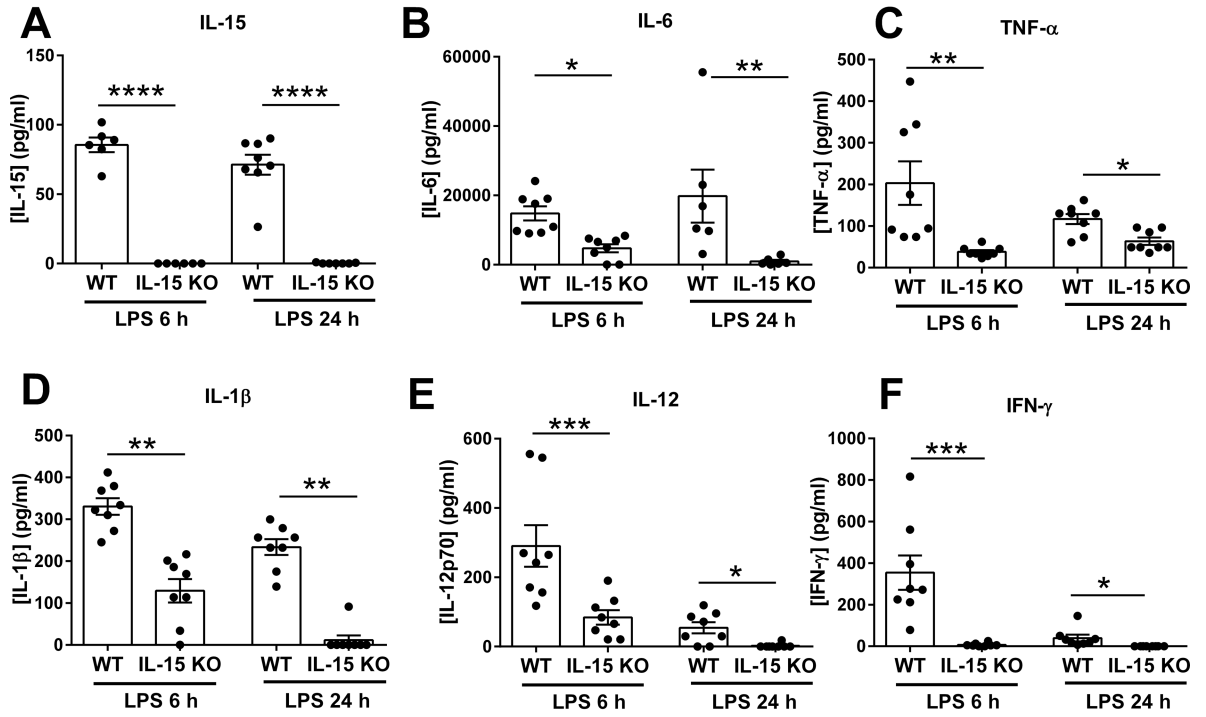 A
IL-15
[IL-15] (pg/ml)
150
100
50
0
****
****
WT
IL-15 KO
WT
IL-15 KO
LPS 6 h
LPS 24 h
B
IL-6
[IL-6] (pg/ml)
60000
40000
20000
0
*
**
WT
IL-15 KO
WT
IL-15 KO
LPS 6 h
LPS 24 h
C
TNF-α
[TNF-α] (pg/ml)
500
400
300
200
100
0
**
*
WT
IL-15 KO
WT
IL-15 KO
LPS 6 h
LPS 24 h
D
IL-1β
[IL-1β] (pg/ml)
500
400
300
200
100
0
**
**
WT
IL-15 KO
WT
IL-15 KO
LPS 6 h
LPS 24 h
E
IL-12
[IL-12p70] (pg/ml)
600
400
200
0
***
*
WT
IL-15 KO
WT
IL-15 KO
LPS 6 h
LPS 24 h
F
IFN-γ
[IFN-γ] (pg/ml)
1000
800
600
400
200
0
***
*
WT
IL-15 KO
WT
IL-15 KO
LPS 6 h
LPS 24 h